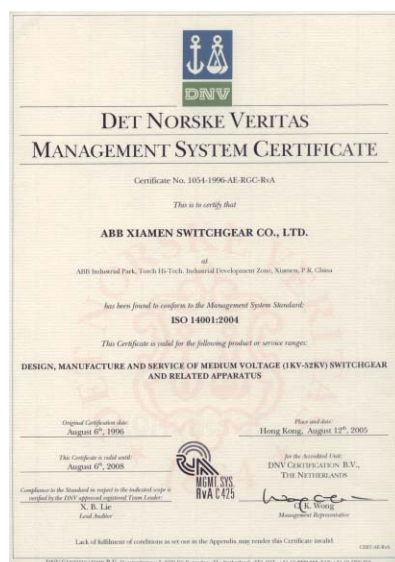 DNV
DET NORSKE VERITAS
MANAGEMENT SYSTEM CERTIFICATE
Certificate No. 1054-1996-AE-RGC-RvA
This is to certify that
ABB XIAMEN SWITCHGEAR CO., LTD.
at
ABB Industrial Park, Torch Hi-Tech. Industrial Development Zone, Xiamen, P.R. China
has been found to conform to the Management System Standard:
ISO 14001:2004
This Certificate is valid for the following product or service ranges:
DESIGN, MANUFACTURE AND SERVICE OF MEDIUM VOLTAGE (1KV-52KV) SWITCHGEAR
AND RELATED APPARATUS
Original Certification date:
August 6th, 1996
Place and date:
Hong Kong, August 12th, 2005
This Certificate is valid until:
August 6th, 2008
for the Accredited Unit:
DNV CERTIFICATION B.V.,
THE NETHERLANDS
MGMT. SYS.
RvA C 425
Compliance to the Standard in respect to the indicated scope is
verified by the DNV approved registered Team Leader:
X. B. Lie
Lead Auditor
C.K. Wong
Management Representative
Lack of fulfilment of conditions as set out in the Appendix may render this Certificate invalid.